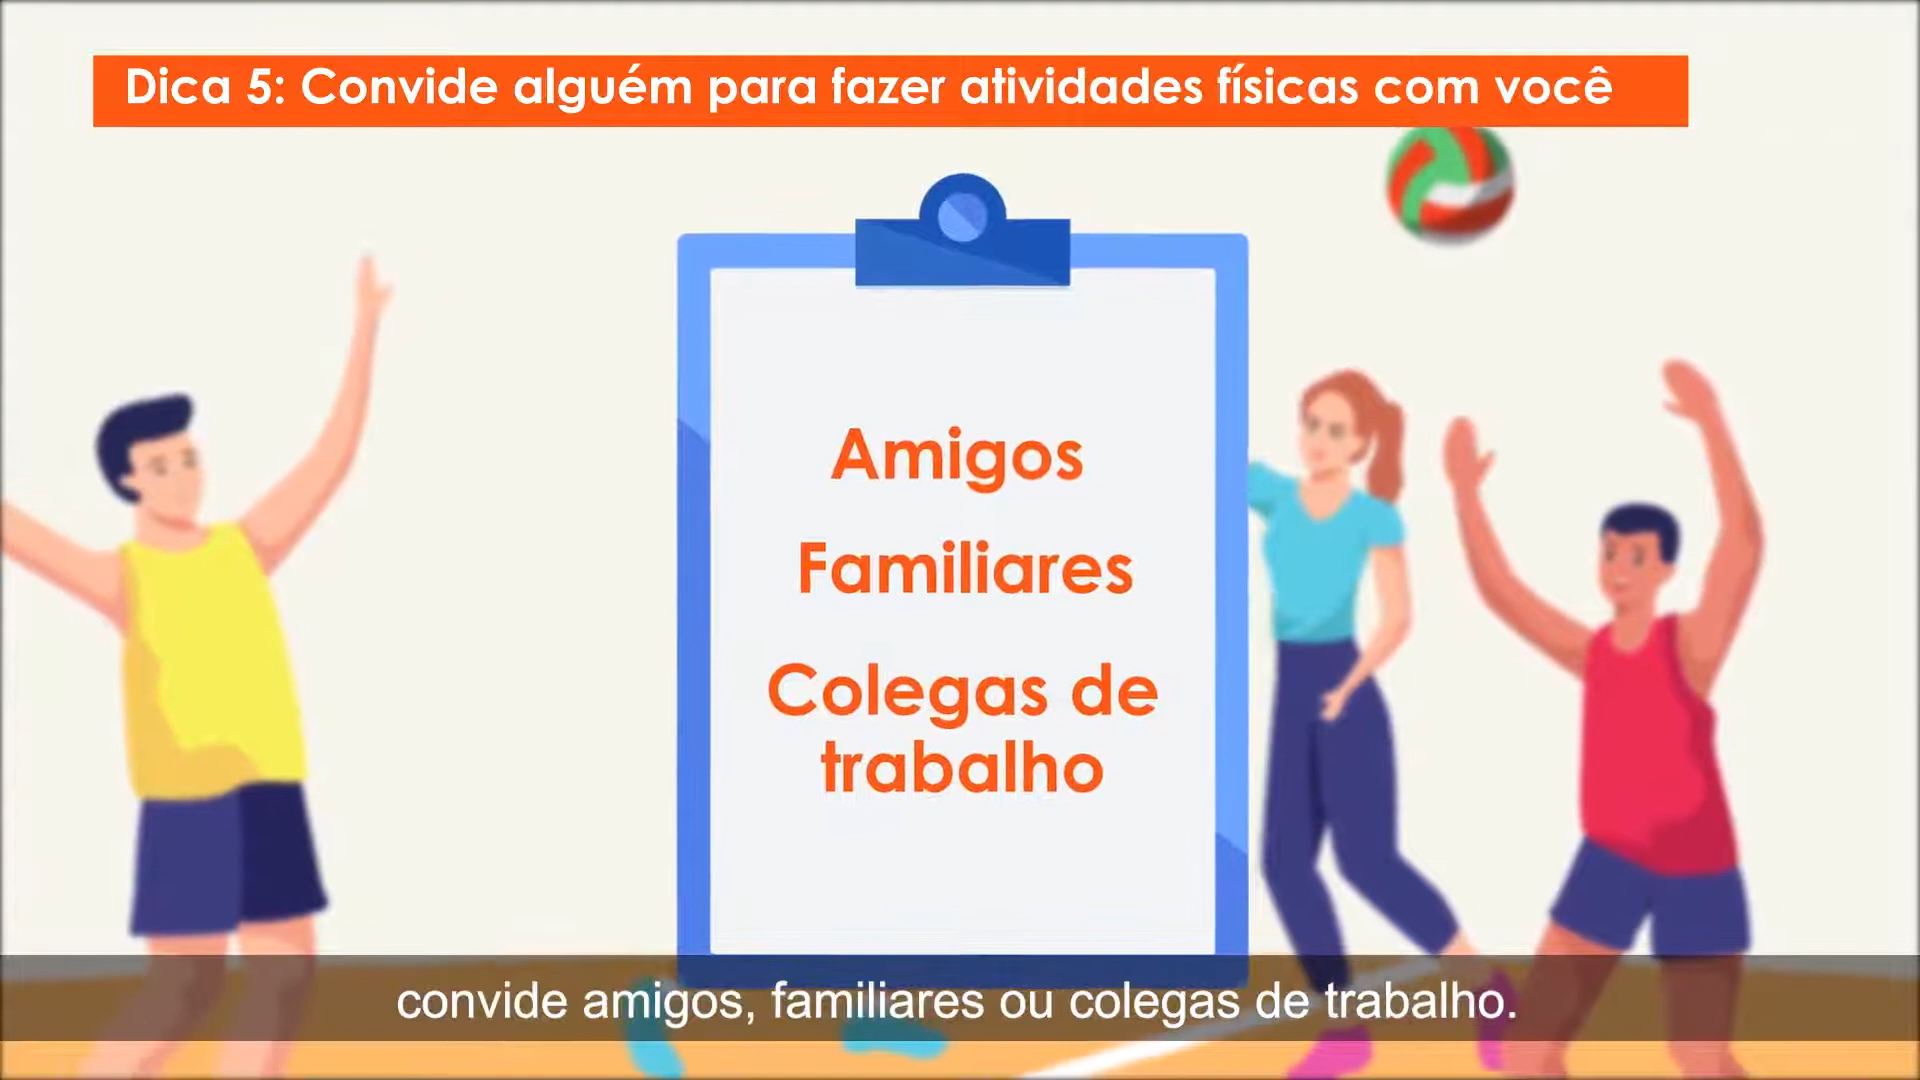 Dica 5: Convide alguém para fazer atividades físicas com você
Amigos
Familiares
Colegas de
trabalho
convide amigos, familiares ou colegas de trabalho.